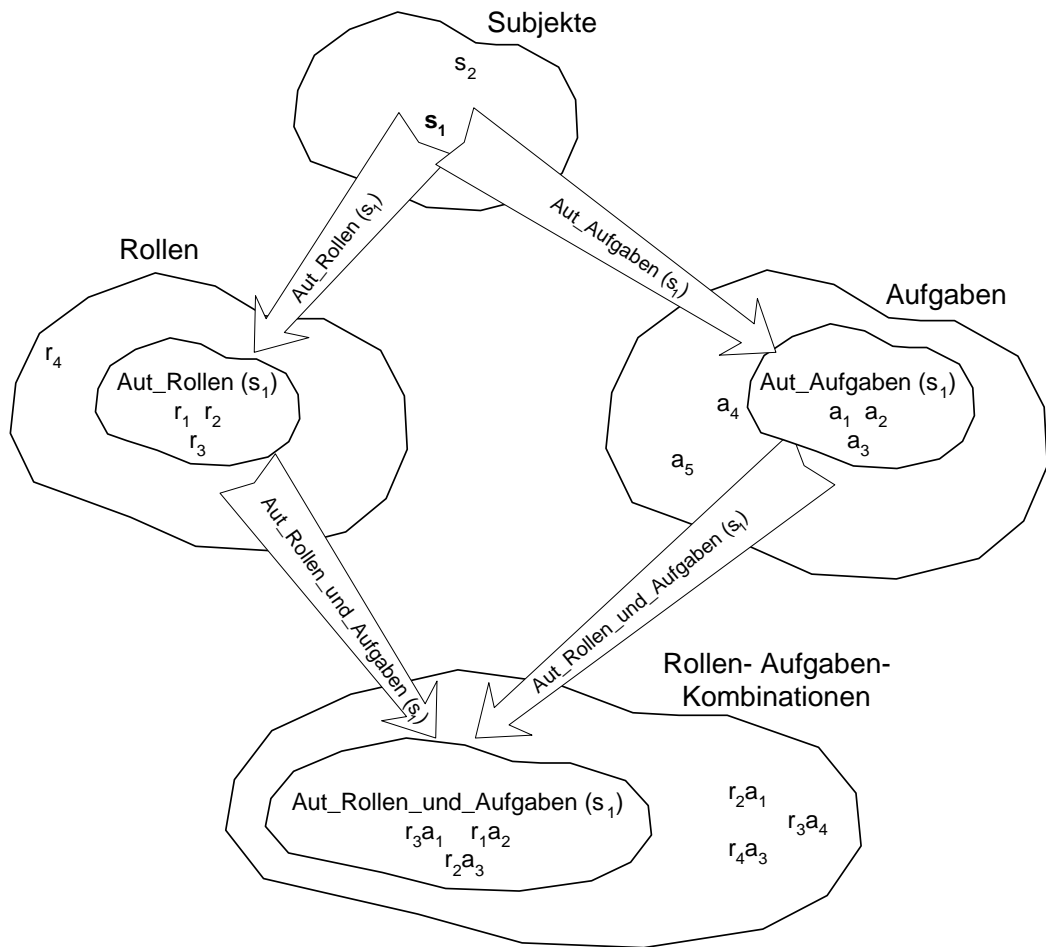 Subjekte
s2
s1
Aut_Rollen (s1)
Aut_Aufgaben (s1)
Rollen
Aufgaben
r4
Aut_Rollen (s1)
r1 r2
r3
Aut_Aufgaben (s1)
a1 a2
a3
a4
a5
Aut_Rollen_und_Aufgaben (s1)
Aut_Rollen_und_Aufgaben (s1)
Rollen- Aufgaben-
Kombinationen
Aut_Rollen_und_Aufgaben (s1)
r3a1 r1a2
r2a3
r2a1
r3a4
r4a3